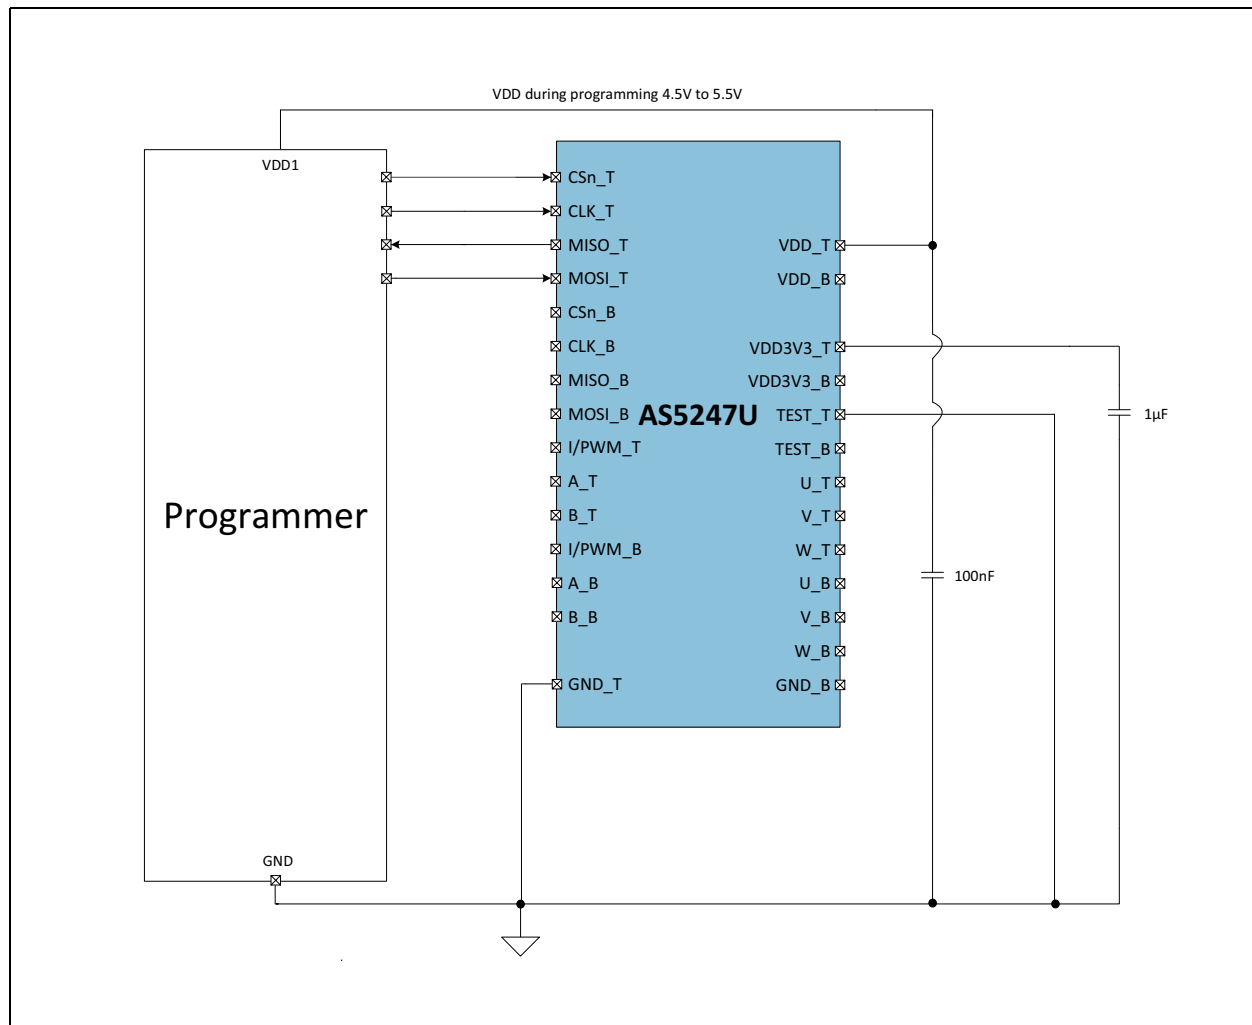 VDD during programming 4.5V to 5.5V
VDD1
Programmer
GND
CSn_T
CLK_T
MISO_T
MOSI_T
CSn_B
CLK_B
MISO_B
MOSI_B
I/PWM_T
A_T
B_T
I/PWM_B
A_B
B_B
GND_T
AS5247U
VDD_T
VDD_B
VDD3V3_T
VDD3V3_B
TEST_T
TEST_B
U_T
V_T
W_T
U_B
V_B
W_B
GND_B
100nF
1µF